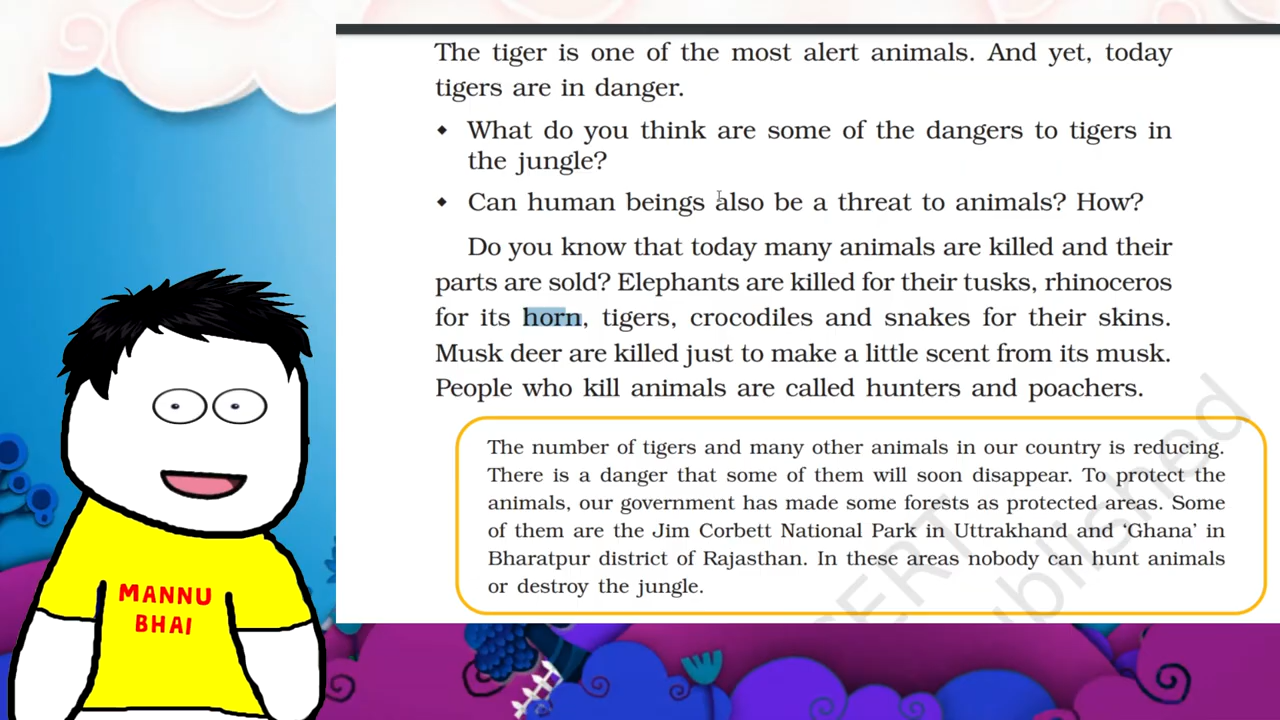 The tiger is one of the most alert animals. And yet, today
tigers are in danger.
◆ What do you think are some of the dangers to tigers in
the jungle?
◆ Can human beings also be a threat to animals? How?
Do you know that today many animals are killed and their
parts are sold? Elephants are killed for their tusks, rhinoceros
for its horn, tigers, crocodiles and snakes for their skins.
Musk deer are killed just to make a little scent from its musk.
People who kill animals are called hunters and poachers.
The number of tigers and many other animals in our country is reducing.
There is a danger that some of them will soon disappear. To protect the
animals, our government has made some forests as protected areas. Some
of them are the Jim Corbett National Park in Uttrakhand and ‘Ghana’ in
Bharatpur district of Rajasthan. In these areas nobody can hunt animals
or destroy the jungle.
MANNU
BHAI